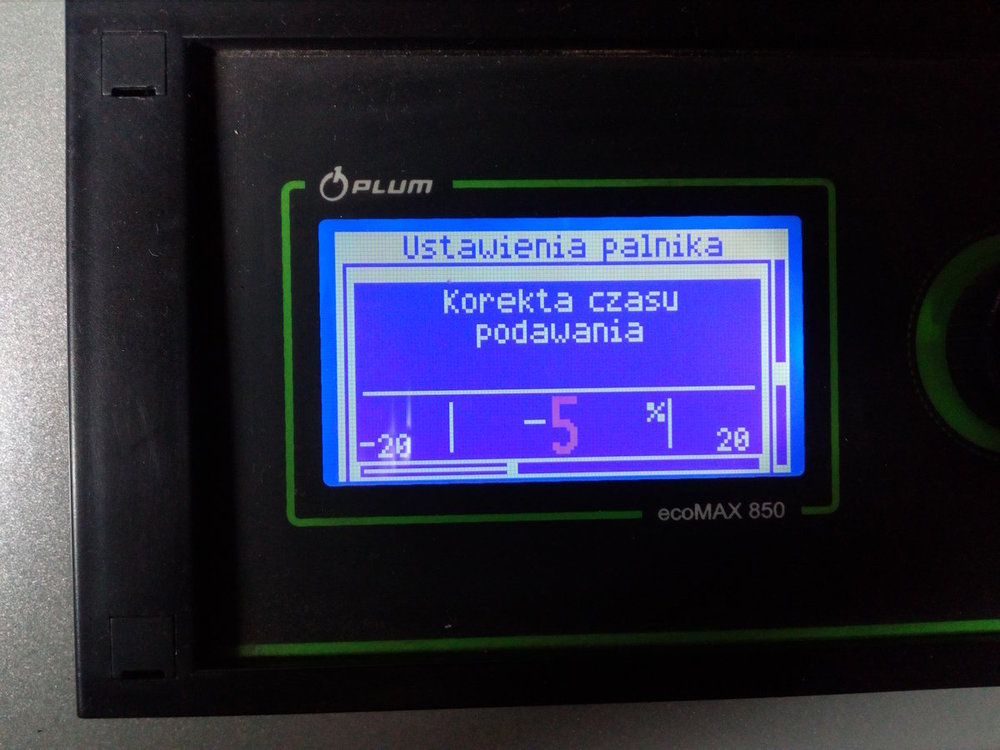 PLUM
Ustawienia palnika
Korekta czasu
podawania
-20 -5 % 20
ecoMAX 850